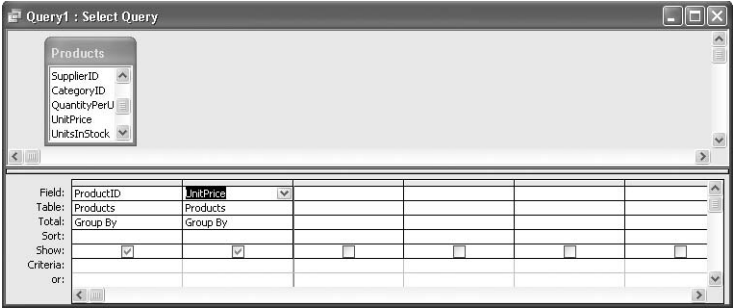 Query1 : Select Query
Products
SupplierID
CategoryID
QuantityPerU
UnitPrice
UnitsInStock
Field: ProductID UnitPrice
Table: Products Products
Total: Group By Group By
Sort:
Show:
Criteria:
or: